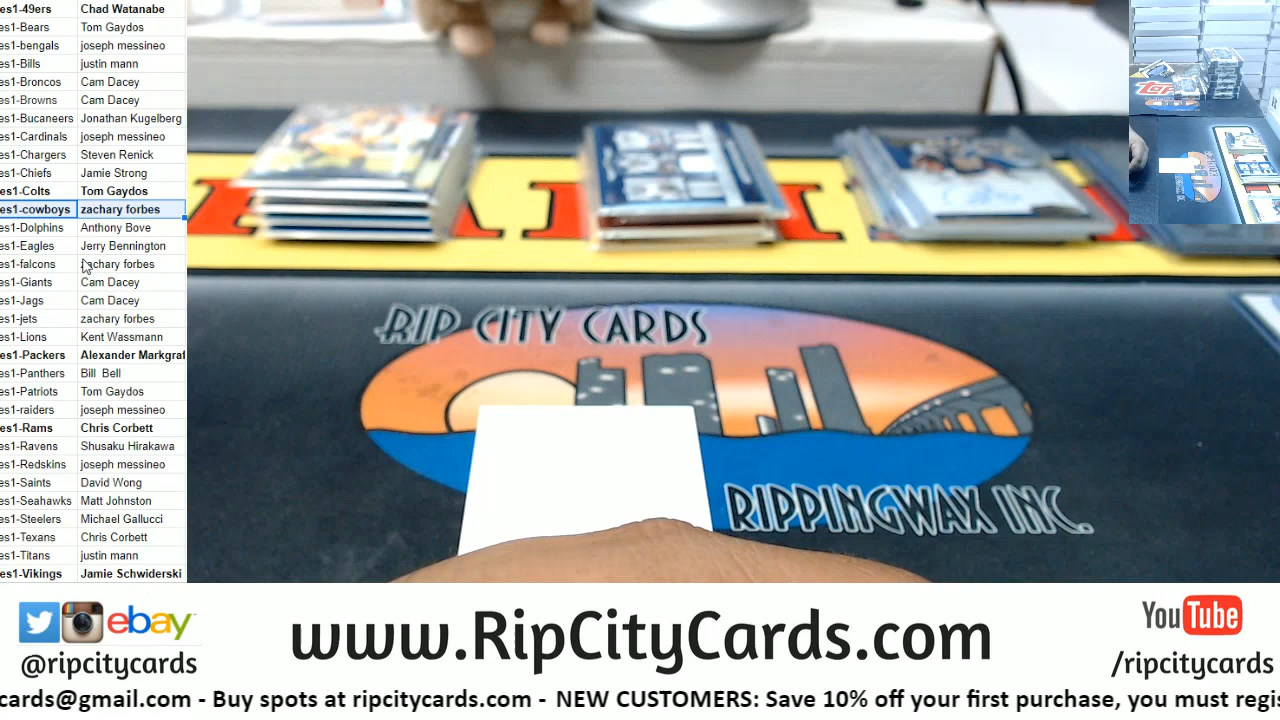 es1-49ers Chad Watanabe
es1-Bears Tom Gaydos
es1-bengals joseph messineo
es1-Bills justin mann
es1-Broncos Cam Dacey
es1-Browns Cam Dacey
es1-Bucaneers Jonathan Kugelberg
es1-Cardinals joseph messineo
es1-Chargers Steven Renick
es1-Chiefs Jamie Strong
es1-Colts Tom Gaydos
es1-cowboys zachary forbes
es1-Dolphins Anthony Bove
es1-Eagles Jerry Bennington
es1-falcons zachary forbes
es1-Giants Cam Dacey
es1-Jags Cam Dacey
es1-jets zachary forbes
es1-Lions Kent Wassmann
es1-Packers Alexander Markgraf
es1-Panthers Bill Bell
es1-Patriots Tom Gaydos
es1-raiders joseph messineo
es1-Rams Chris Corbett
es1-Ravens Shusaku Hirakawa
es1-Redskins joseph messineo
es1-Saints David Wong
es1-Seahawks Matt Johnston
es1-Steelers Michael Gallucci
es1-Texans Chris Corbett
es1-Titans justin mann
es1-Vikings Jamie Schwiderski
RIP CITY CARDS
RIPPINGWAX INC.
ebay
@ripcitycards
www.RipCityCards.com
YouTube
/ripcitycards
cards@gmail.com - Buy spots at ripcitycards.com - NEW CUSTOMERS: Save 10% off your first purchase, you must regis